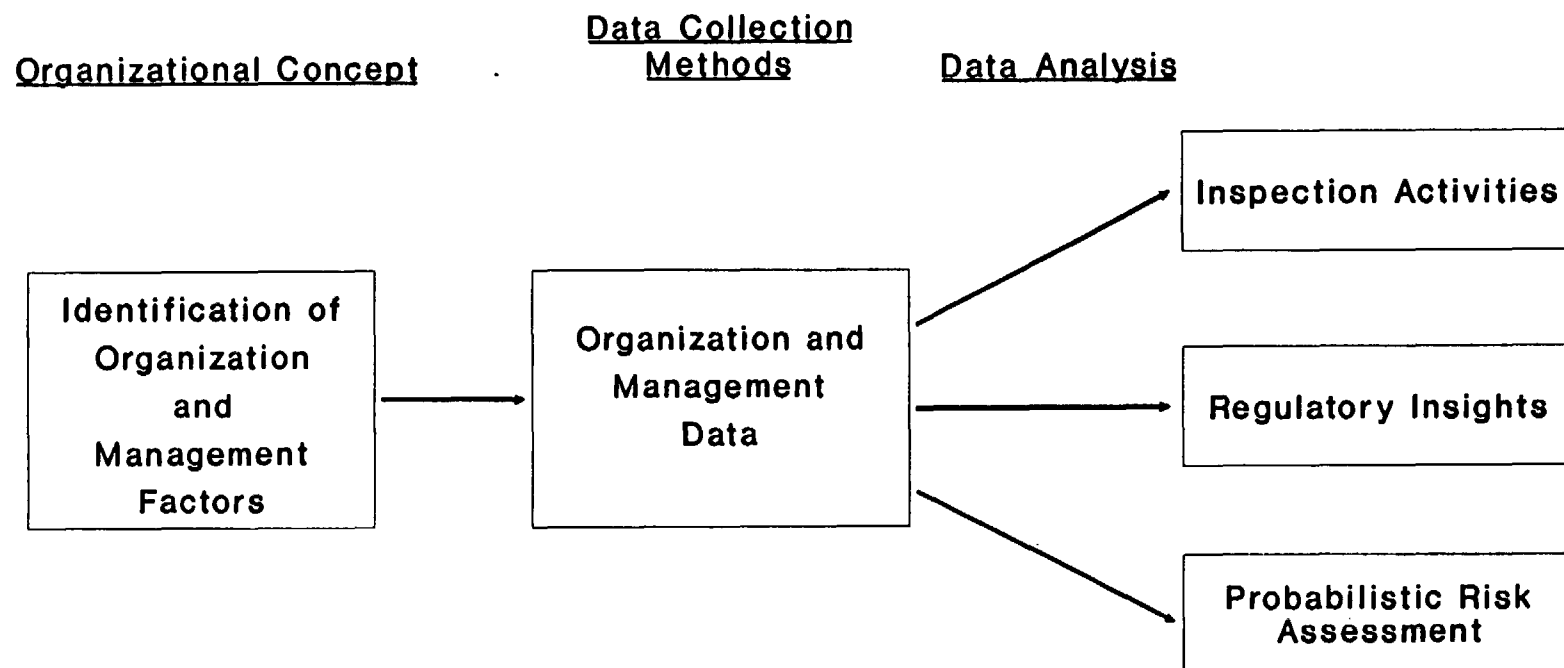 Organizational Concept
Data Collection
Methods
Data Analysis
Identification of
Organization
and
Management
Factors
Organization and
Management
Data
Inspection Activities
Regulatory Insights
Probabilistic Risk
Assessment